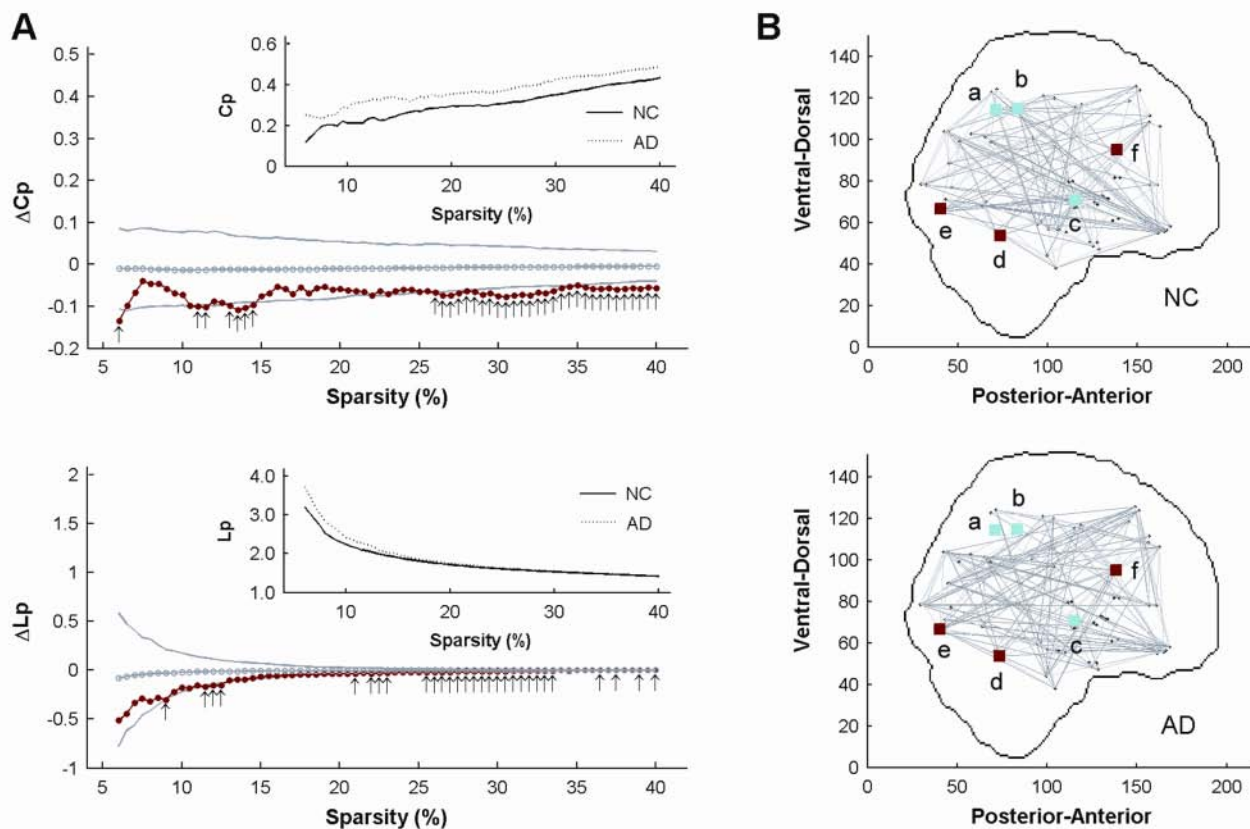 A
0.5
0.4
0.3
0.2
0.1
0
-0.1
-0.2
ΔCp
5 10 15 20 25 30 35 40
Sparsity (%)
0.6
0.4
0.2
0
Cp
NC
AD
10 20 30 40
Sparsity (%)
2
1.5
1
0.5
0
-0.5
-1
ΔLp
5 10 15 20 25 30 35 40
Sparsity (%)
4.0
3.0
2.0
1.0
Lp
NC
AD
10 20 30 40
Sparsity (%)
B
140
120
100
80
60
40
20
0
Ventral-Dorsal
a
b
c
d
e
f
NC
0 50 100 150 200
Posterior-Anterior
140
120
100
80
60
40
20
0
Ventral-Dorsal
a
b
c
d
e
f
AD
0 50 100 150 200
Posterior-Anterior